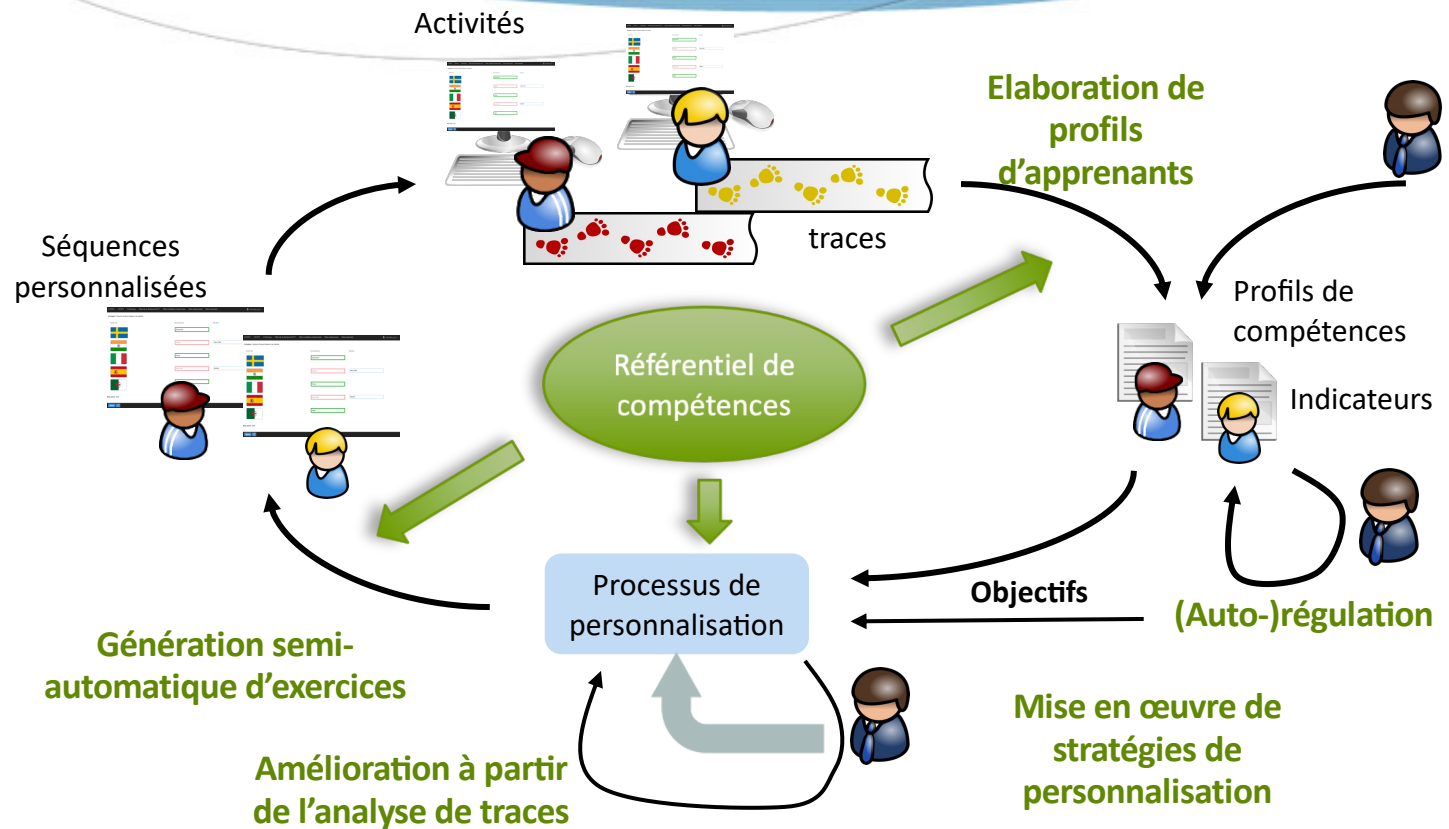 Activités
Elaboration de
profils
d'apprenants
traces
Séquences
personnalisées
Profils de
compétences
Indicateurs
Référentiel de
compétences
Processus de
personnalisation
Objectifs
(Auto-)régulation
Génération semi-
automatique d'exercices
Mise en œuvre de
stratégies de
personnalisation
Amélioration à partir
de l'analyse de traces